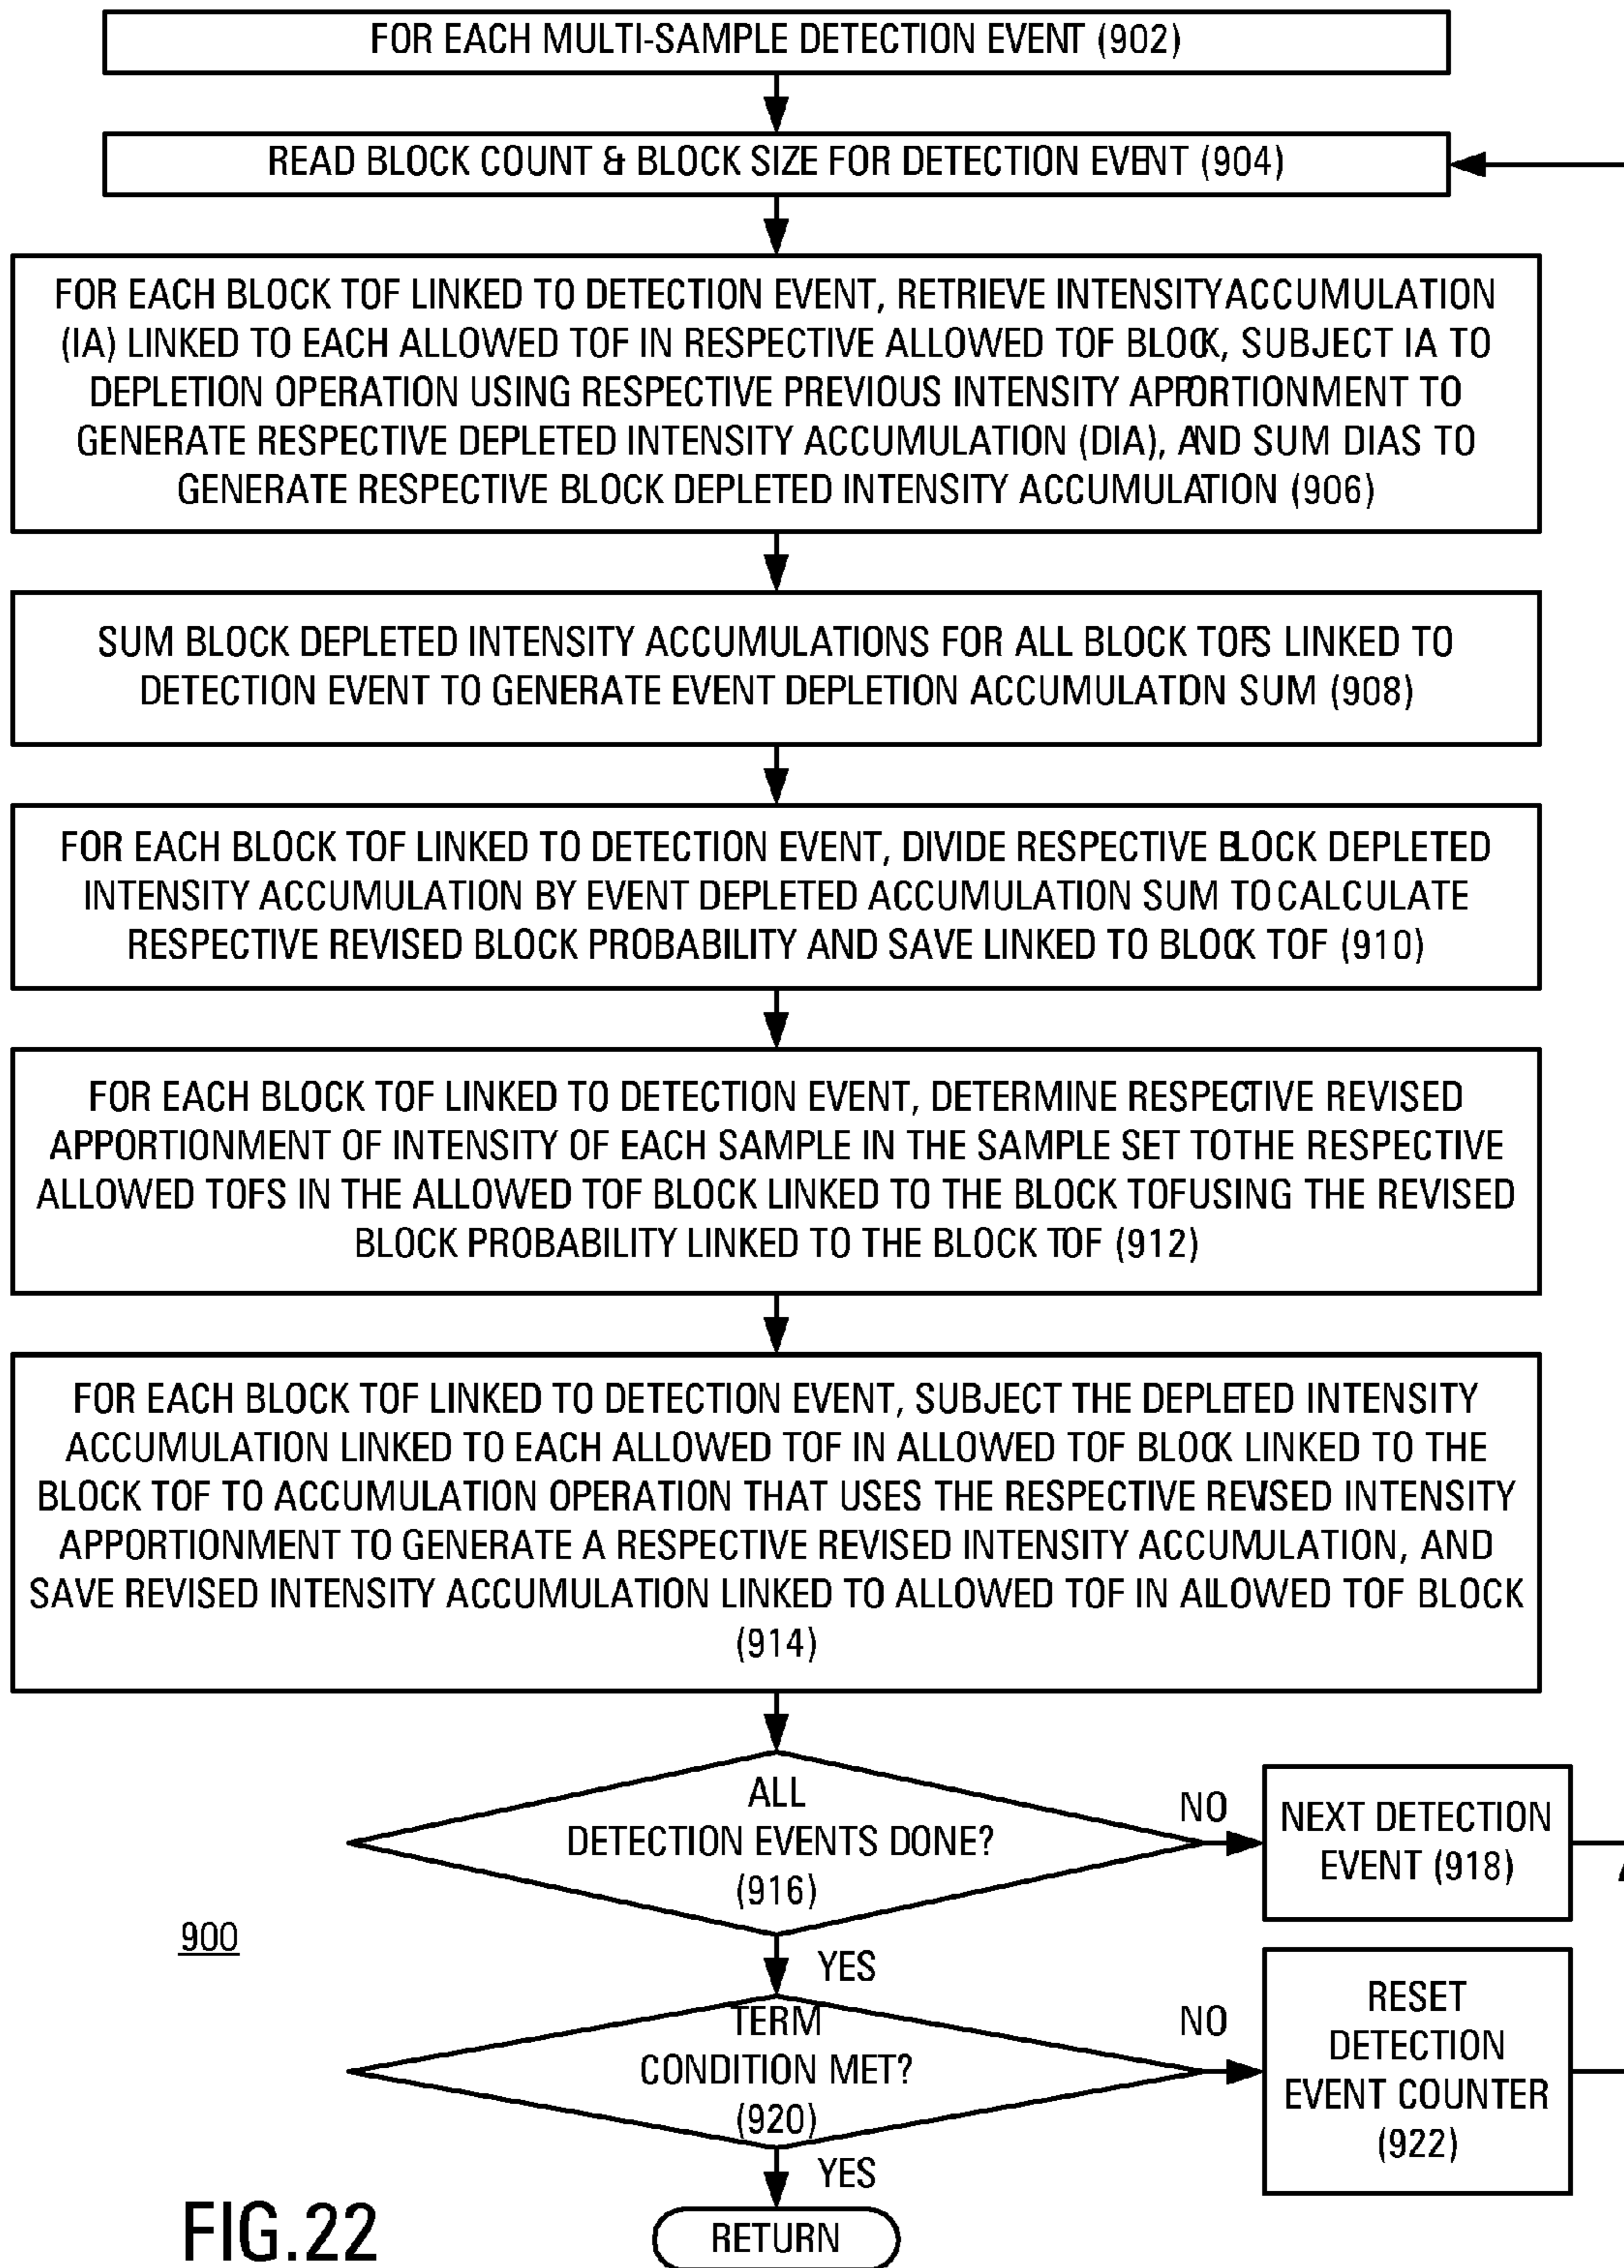 FOR EACH MULTI-SAMPLE DETECTION EVENT (902)
READ BLOCK COUNT & BLOCK SIZE FOR DETECTION EVENT (904)
FOR EACH BLOCK TOF LINKED TO DETECTION EVENT, RETRIEVE INTENSITY ACCUMULATION
(IA) LINKED TO EACH ALLOWED TOF IN RESPECTIVE ALLOWED TOF BLOCK, SUBJECT IA TO
DEPLETION OPERATION USING RESPECTIVE PREVIOUS INTENSITY APPORTIONMENT TO
GENERATE RESPECTIVE DEPLETED INTENSITY ACCUMULATION (DIA), AND SUM DIAS TO
GENERATE RESPECTIVE BLOCK DEPLETED INTENSITY ACCUMULATION (906)
SUM BLOCK DEPLETED INTENSITY ACCUMULATIONS FOR ALL BLOCK TOFS LINKED TO
DETECTION EVENT TO GENERATE EVENT DEPLETION ACCUMULATION SUM (908)
FOR EACH BLOCK TOF LINKED TO DETECTION EVENT, DIVIDE RESPECTIVE BLOCK DEPLETED
INTENSITY ACCUMULATION BY EVENT DEPLETED ACCUMULATION SUM TO CALCULATE
RESPECTIVE REVISED BLOCK PROBABILITY AND SAVE LINKED TO BLOCK TOF (910)
FOR EACH BLOCK TOF LINKED TO DETECTION EVENT, DETERMINE RESPECTIVE REVISED
APPORTIONMENT OF INTENSITY OF EACH SAMPLE IN THE SAMPLE SET TO THE RESPECTIVE
ALLOWED TOFS IN THE ALLOWED TOF BLOCK LINKED TO THE BLOCK TOF USING THE REVISED
BLOCK PROBABILITY LINKED TO THE BLOCK TOF (912)
FOR EACH BLOCK TOF LINKED TO DETECTION EVENT, SUBJECT THE DEPLETED INTENSITY
ACCUMULATION LINKED TO EACH ALLOWED TOF IN ALLOWED TOF BLOCK LINKED TO THE
BLOCK TOF TO ACCUMULATION OPERATION THAT USES THE RESPECTIVE REVISED INTENSITY
APPORTIONMENT TO GENERATE A RESPECTIVE REVISED INTENSITY ACCUMULATION, AND
SAVE REVISED INTENSITY ACCUMULATION LINKED TO ALLOWED TOF IN ALLOWED TOF BLOCK
(914)
ALL
DETECTION EVENTS DONE?
(916)
NO
NEXT DETECTION
EVENT (918)
900
YES
TERM
CONDITION MET?
(920)
NO
RESET
DETECTION
EVENT COUNTER
(922)
YES
RETURN
FIG.22